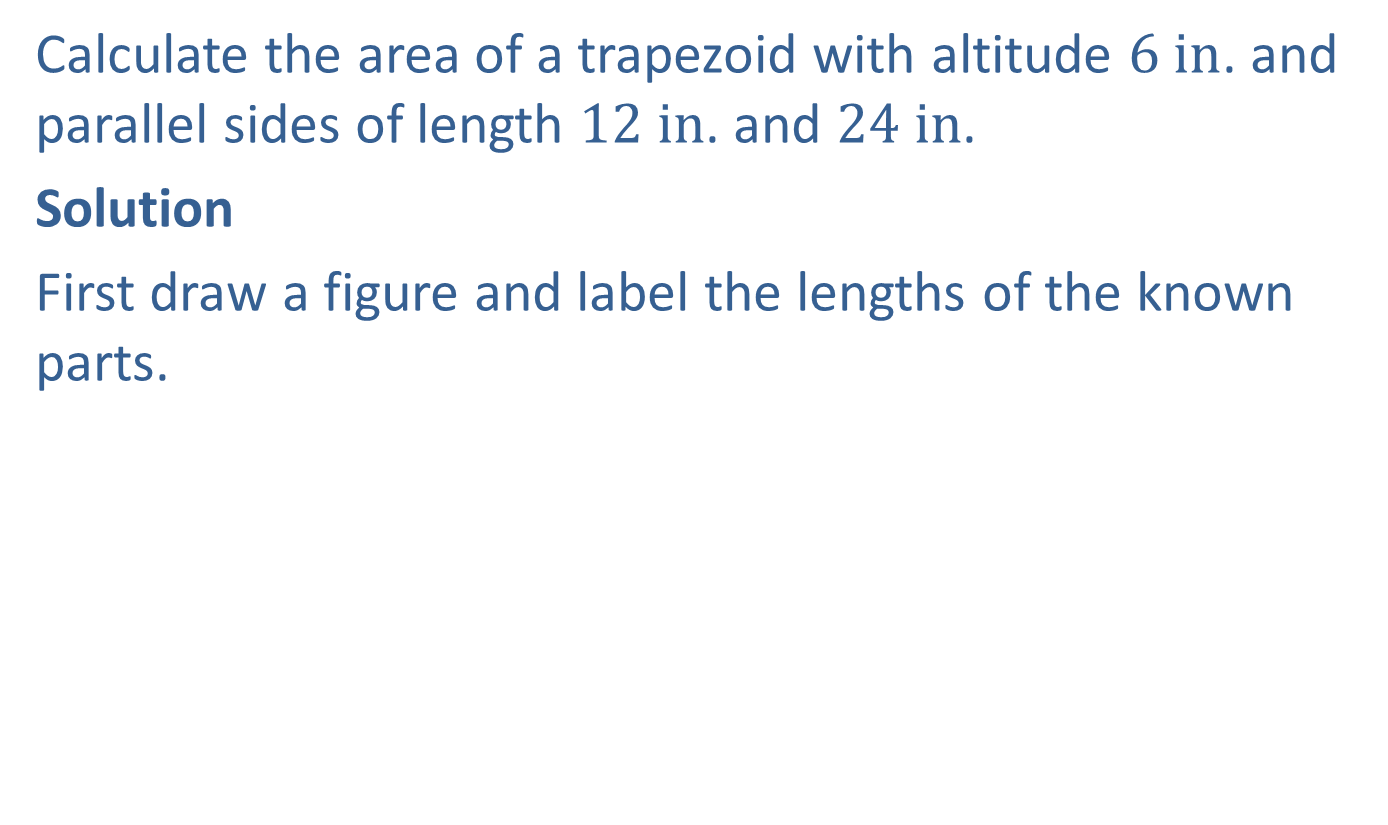 Calculate the area of a trapezoid with altitude 6 in. and
parallel sides of length 12 in. and 24 in.
Solution
First draw a figure and label the lengths of the known
parts.